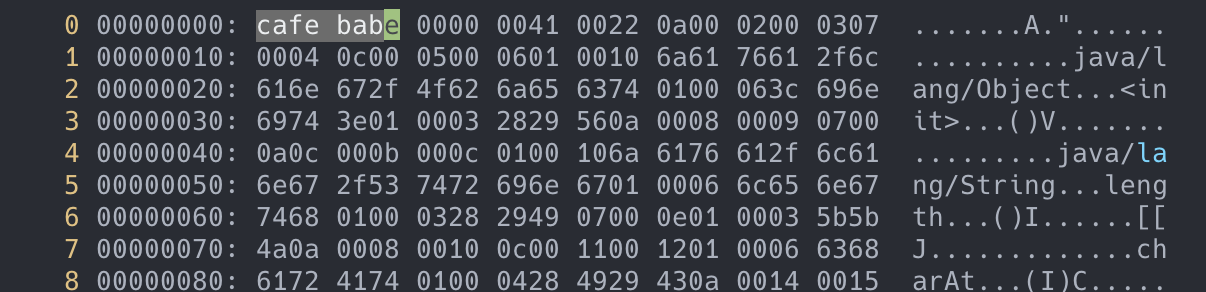 0 00000000: cafe babe 0000 0041 0022 0a00 0200 0307 .......A."......
1 00000010: 0004 0c00 0500 0601 0010 6a61 7661 2f6c ..........java/l
2 00000020: 616e 672f 4f62 6a65 6374 0100 063c 696e ang/Object...<in
3 00000030: 6974 3e01 0003 2829 560a 0008 0009 0700 it>...()V.......
4 00000040: 0a0c 000b 000c 0100 106a 6176 612f 6c61 .........java/la
5 00000050: 6e67 2f53 7472 696e 6701 0006 6c65 6e67 ng/String...leng
6 00000060: 7468 0100 0328 2949 0700 0e01 0003 5b5b th...()I......[[
7 00000070: 4a0a 0008 0010 0c00 1100 1201 0006 6368 J.............ch
8 00000080: 6172 4174 0100 0428 4929 430a 0014 0015 arAt...(I)C.....